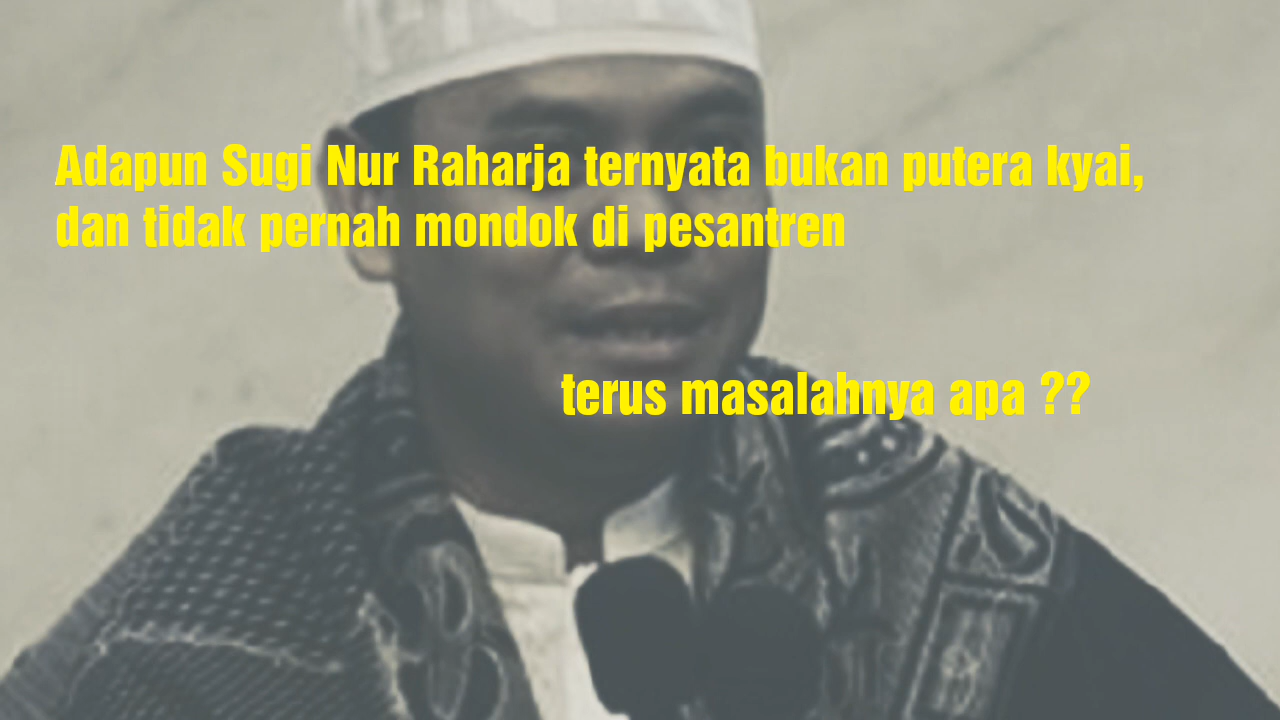 Adapun Sugi Nur Raharja ternyata bukan putera kyai,
dan tidak pernah mondok di pesantren
terus masalahnya apa ??